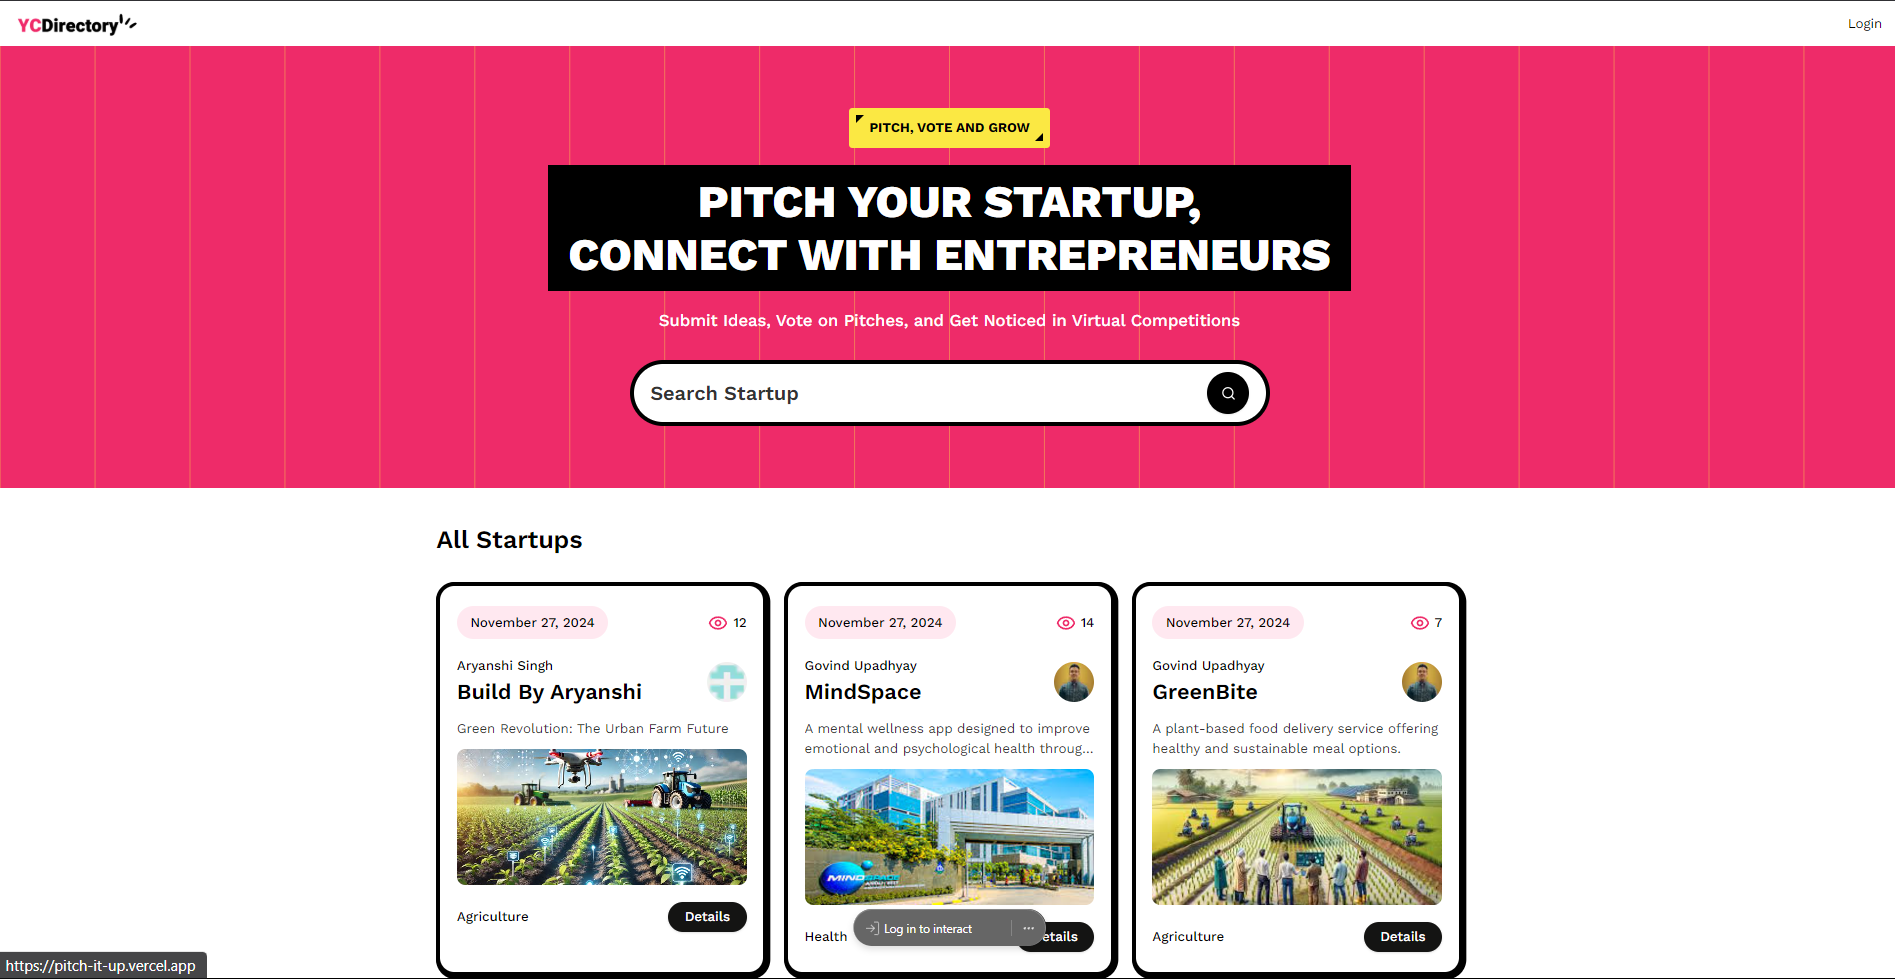 YCDirectory
Login
PITCH, VOTE AND GROW
PITCH YOUR STARTUP,
CONNECT WITH ENTREPRENEURS
Submit Ideas, Vote on Pitches, and Get Noticed in Virtual Competitions
Search Startup
All Startups
November 27, 2024
12
Aryanshi Singh
Build By Aryanshi
Green Revolution: The Urban Farm Future
Agriculture
Details
November 27, 2024
14
Govind Upadhyay
MindSpace
A mental wellness app designed to improve
emotional and psychological health throug...
MINDSPACE
Health
etails
November 27, 2024
7
Govind Upadhyay
GreenBite
A plant-based food delivery service offering
healthy and sustainable meal options.
Agriculture
Details
Log in to interact
https://pitch-it-up.vercel.app